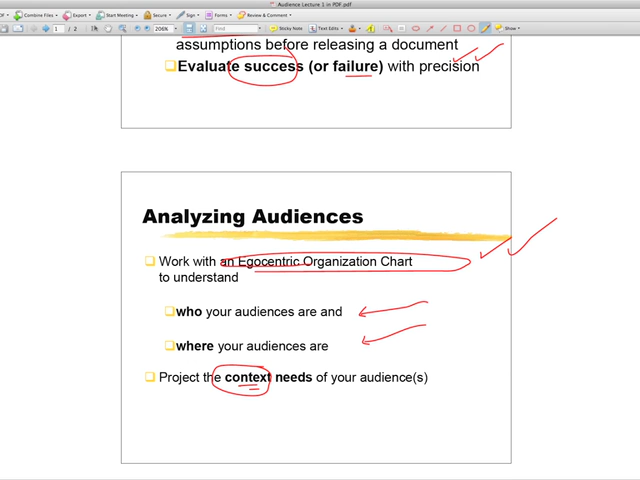 Audience Lecture 1 in PDF.pdf
Combine Files
Export
Start Meeting
Secure
Sign
Forms
Review & Comment
1 / 2
206%
Sticky Note
Text Edits
Show
assumptions before releasing a document
Evaluate success (or failure) with precision
Analyzing Audiences
Work with an Egocentric Organization Chart
to understand
who your audiences are and
where your audiences are
Project the context needs of your audience(s)